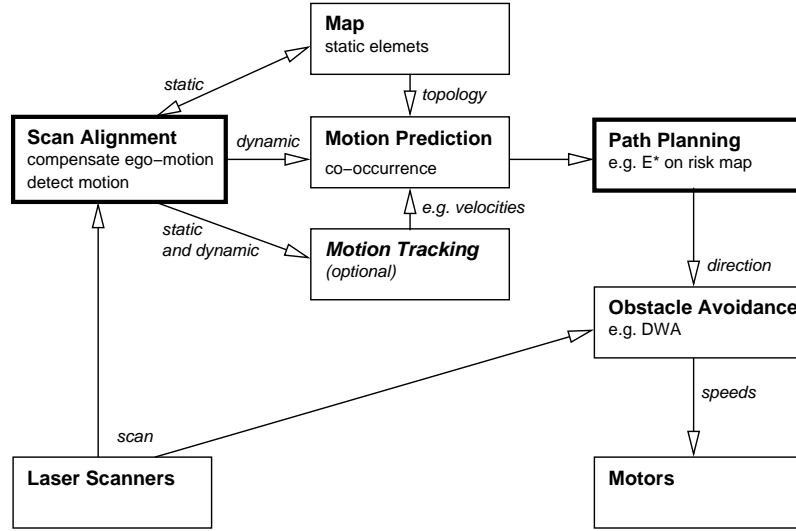 Map
static elemets
static
topology
Scan Alignment
compensate ego−motion
detect motion
dynamic
Motion Prediction
co−occurrence
Path Planning
e.g. E* on risk map
static
and dynamic
e.g. velocities
Motion Tracking
(optional)
direction
Obstacle Avoidance
e.g. DWA
speeds
scan
Laser Scanners
Motors